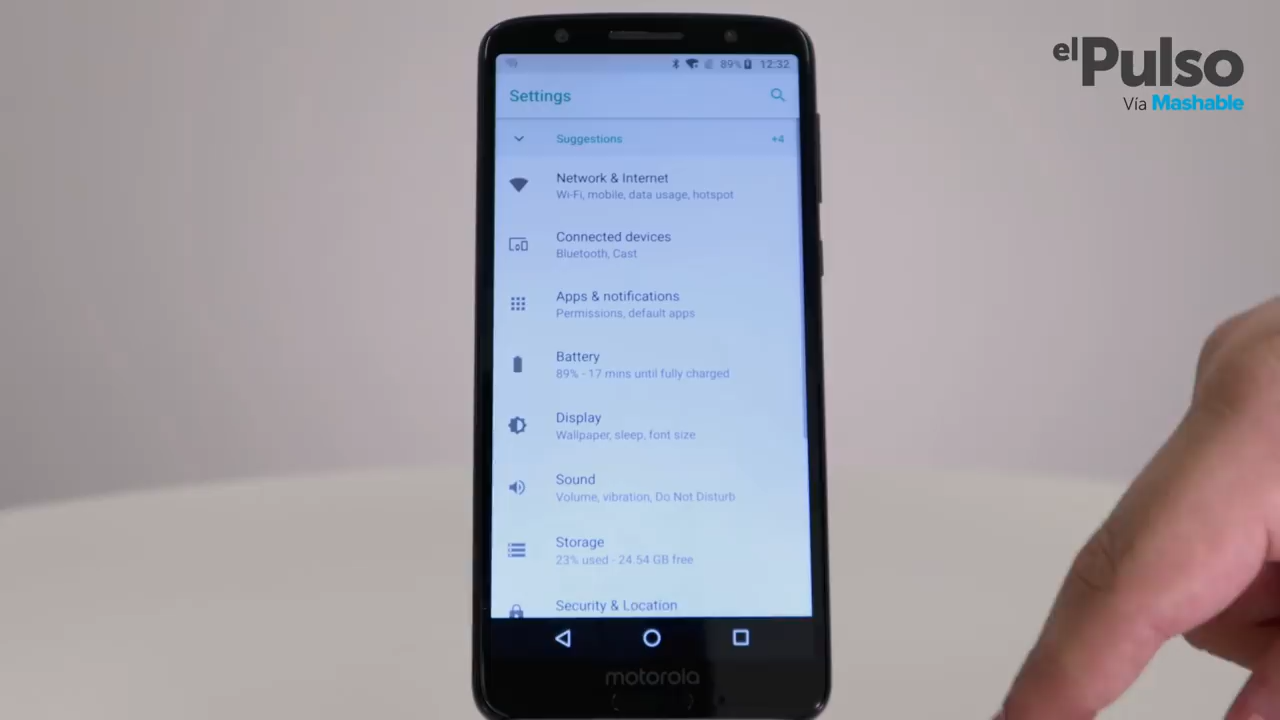 el Pulso
Vía Mashable
89% 12:32
Settings
Suggestions +4
Network & Internet
Wi-Fi, mobile, data usage, hotspot
Connected devices
Bluetooth, Cast
Apps & notifications
Permissions, default apps
Battery
89% - 17 mins until fully charged
Display
Wallpaper, sleep, font size
Sound
Volume, vibration, Do Not Disturb
Storage
23% used - 24.54 GB free
Security & Location
motorola